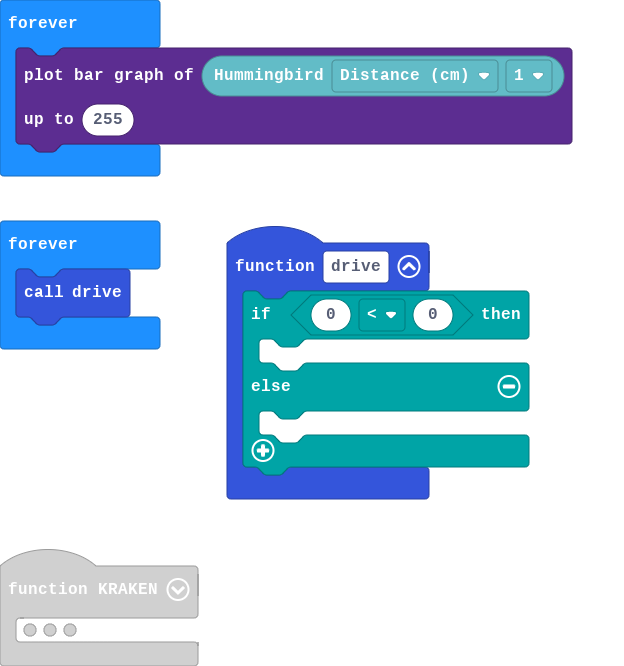 forever
plot bar graph of Hummingbird Distance (cm) 1
up to 255
forever
call drive
function drive
if 0 < 0 then
else
function KRAKEN